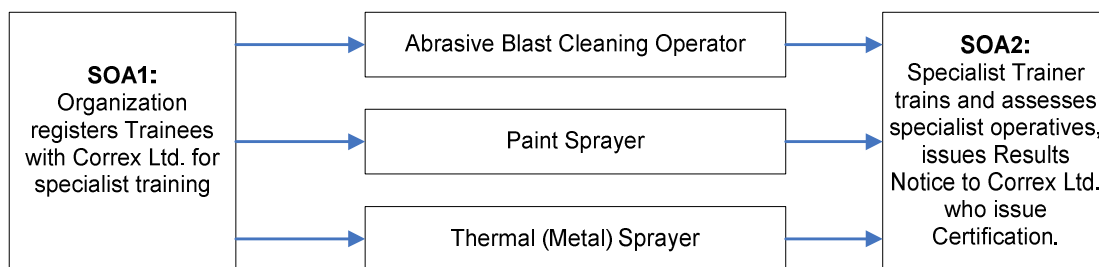 SOA1:
Organization
registers Trainees
with Correx Ltd. for
specialist training
Abrasive Blast Cleaning Operator
Paint Sprayer
Thermal (Metal) Sprayer
SOA2:
Specialist Trainer
trains and assesses
specialist operatives,
issues Results
Notice to Correx Ltd.
who issue
Certification.